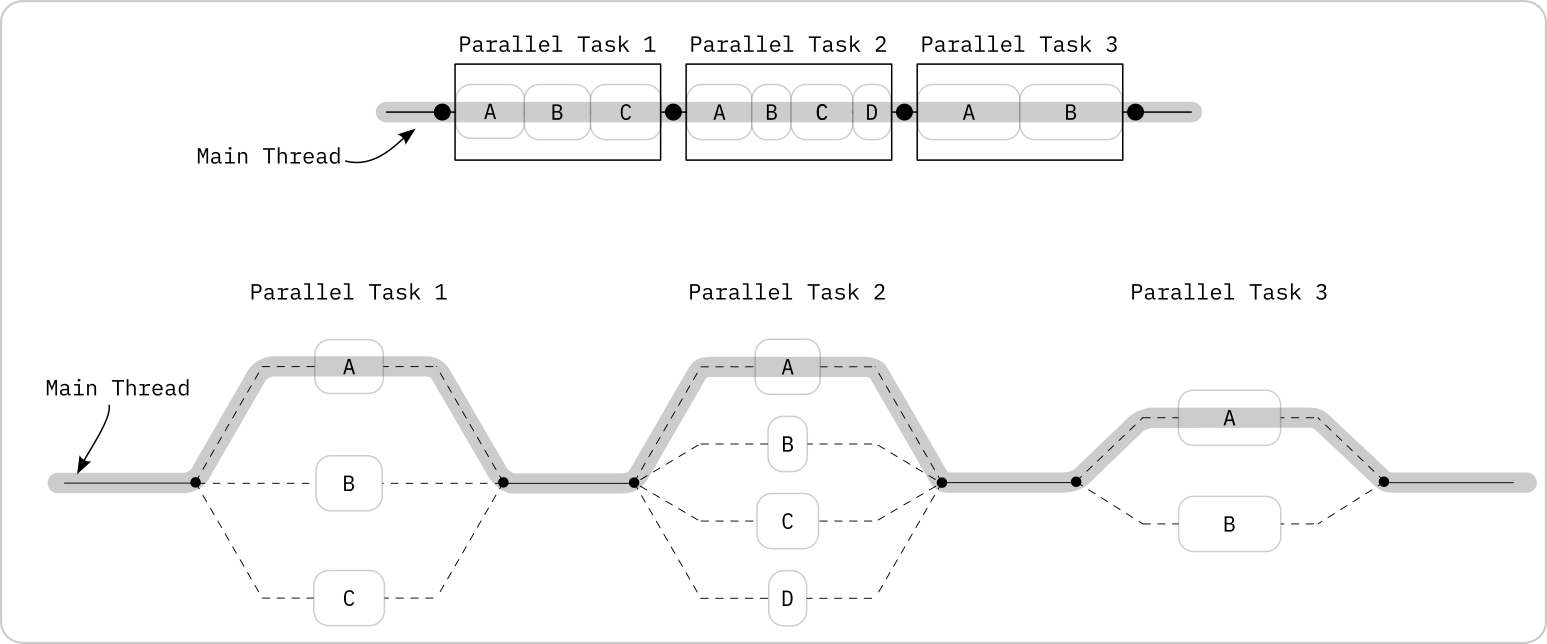 Parallel Task 1 Parallel Task 2 Parallel Task 3
A B C A B C D A B
Main Thread
Parallel Task 1 Parallel Task 2 Parallel Task 3
A A
Main Thread
A
B
B
C
B
C D